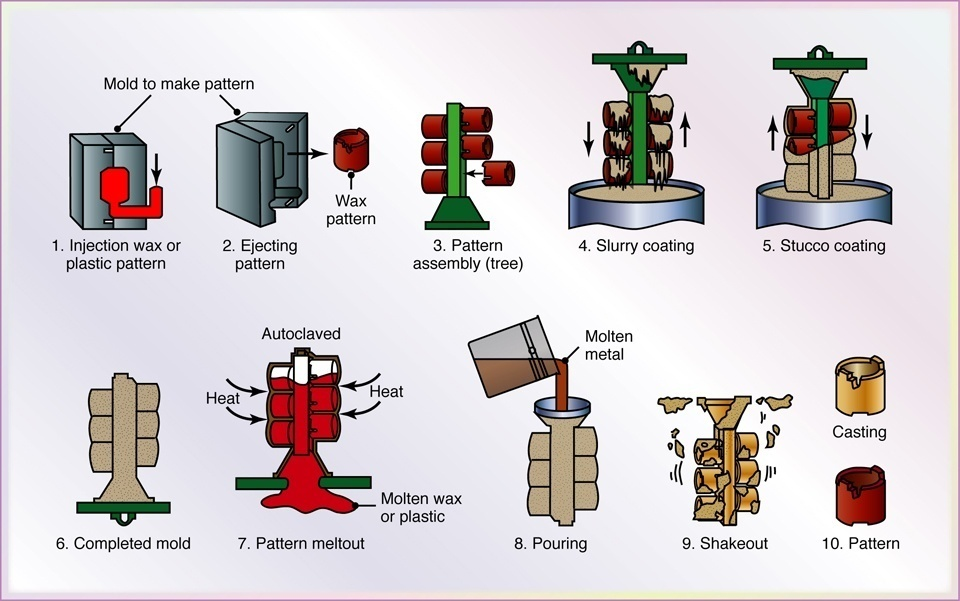 Mold to make pattern
Wax
pattern
1. Injection wax or
plastic pattern
2. Ejecting
pattern
3. Pattern
assembly (tree)
4. Slurry coating
5. Stucco coating
Autoclaved
Heat
Heat
Molten wax
or plastic
Molten
metal
Casting
6. Completed mold
7. Pattern meltout
8. Pouring
9. Shakeout
10. Pattern